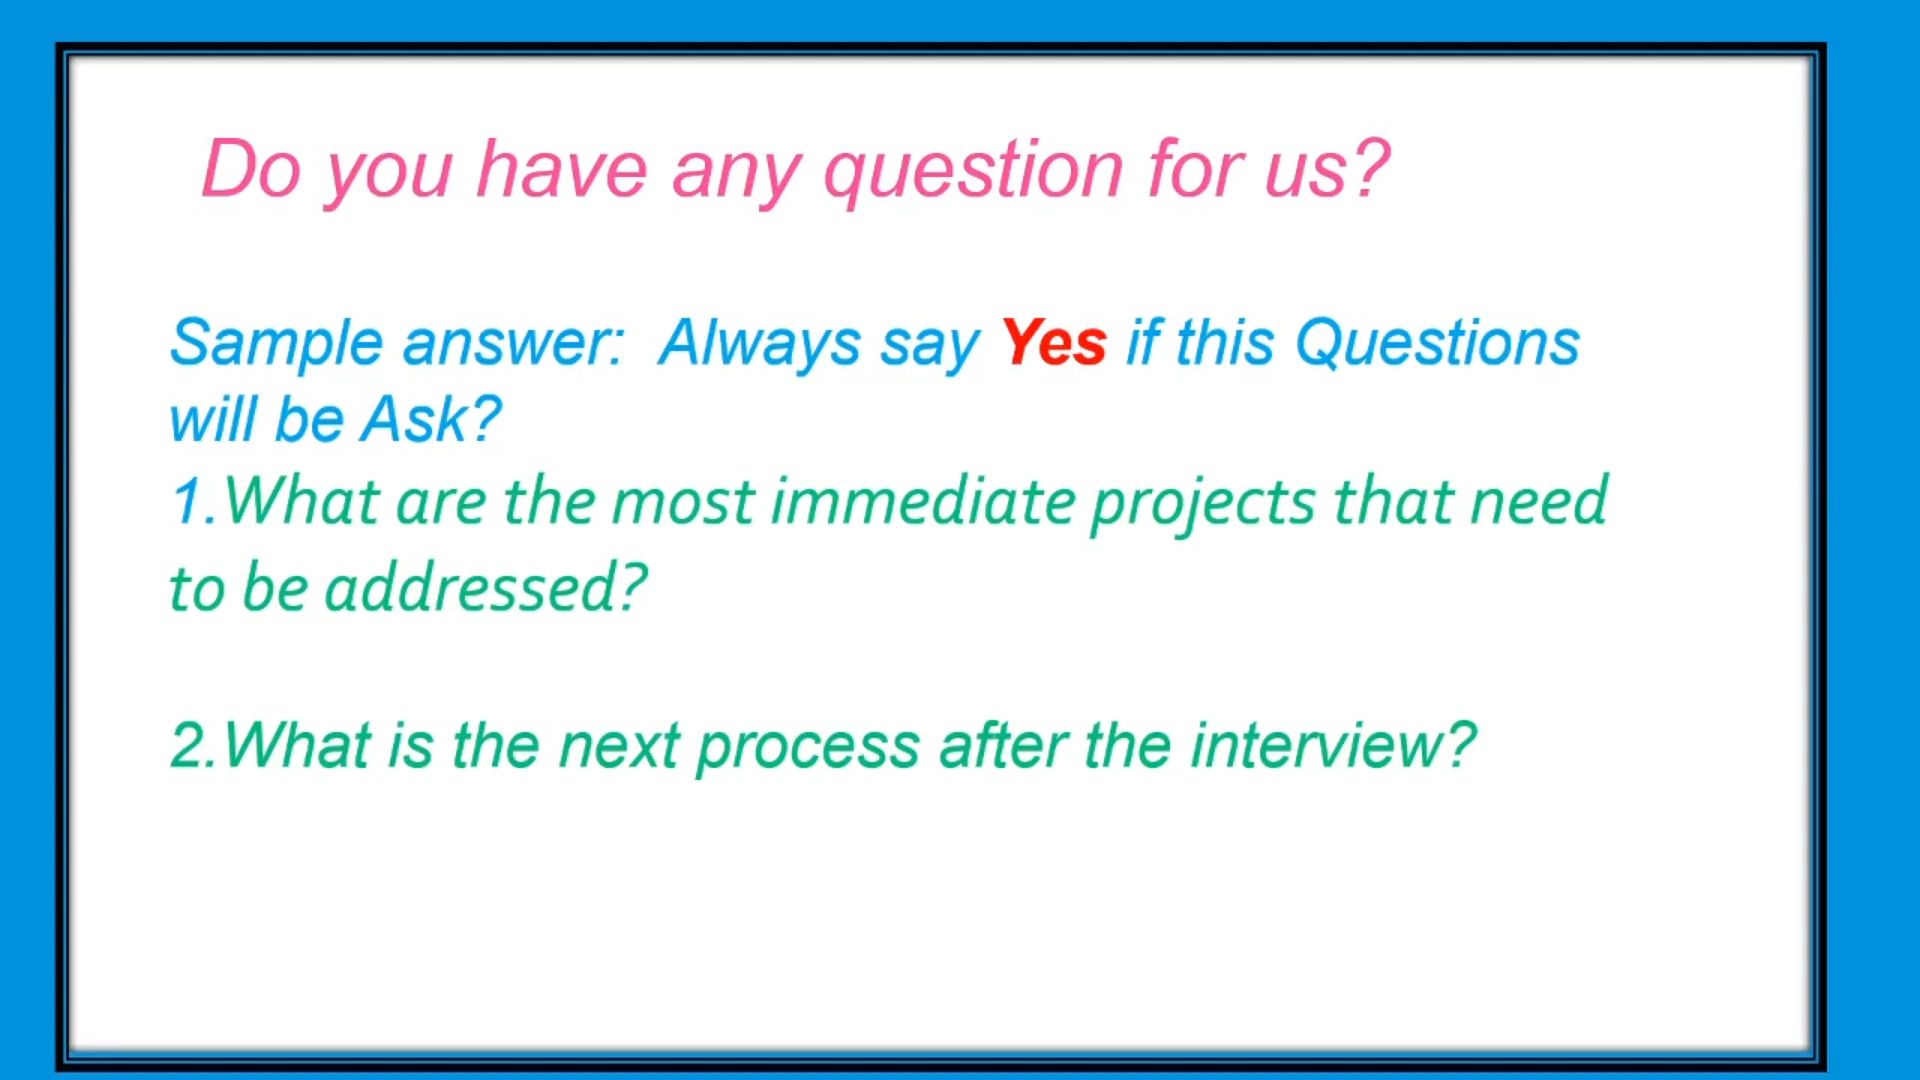 Do you have any question for us?
Sample answer:  Always say Yes if this Questions
will be Ask?
1.What are the most immediate projects that need
to be addressed?
2.What is the next process after the interview?